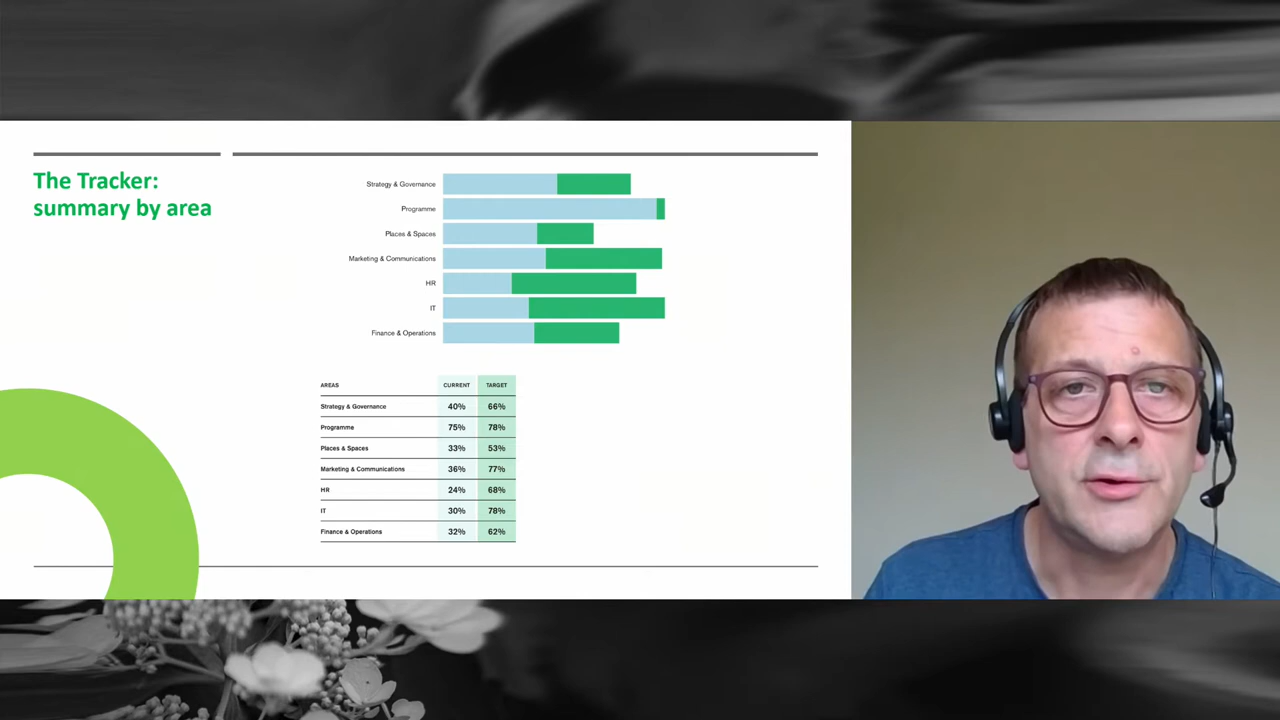 The Tracker:
summary by area
Strategy & Governance
Programme
Places & Spaces
Marketing & Communications
HR
IT
Finance & Operations
AREAS CURRENT TARGET
Strategy & Governance 40% 66%
Programme 75% 78%
Places & Spaces 33% 53%
Marketing & Communications 36% 77%
HR 24% 68%
IT 30% 78%
Finance & Operations 32% 62%